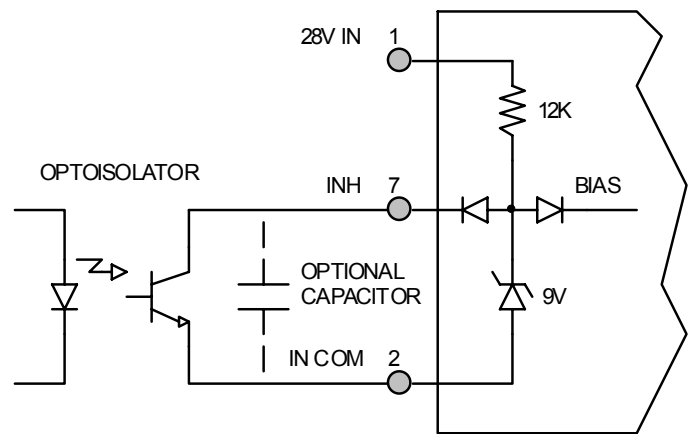 28V IN 1
12K
OPTOISOLATOR
INH 7
BIAS
OPTIONAL
CAPACITOR
9V
IN COM 2